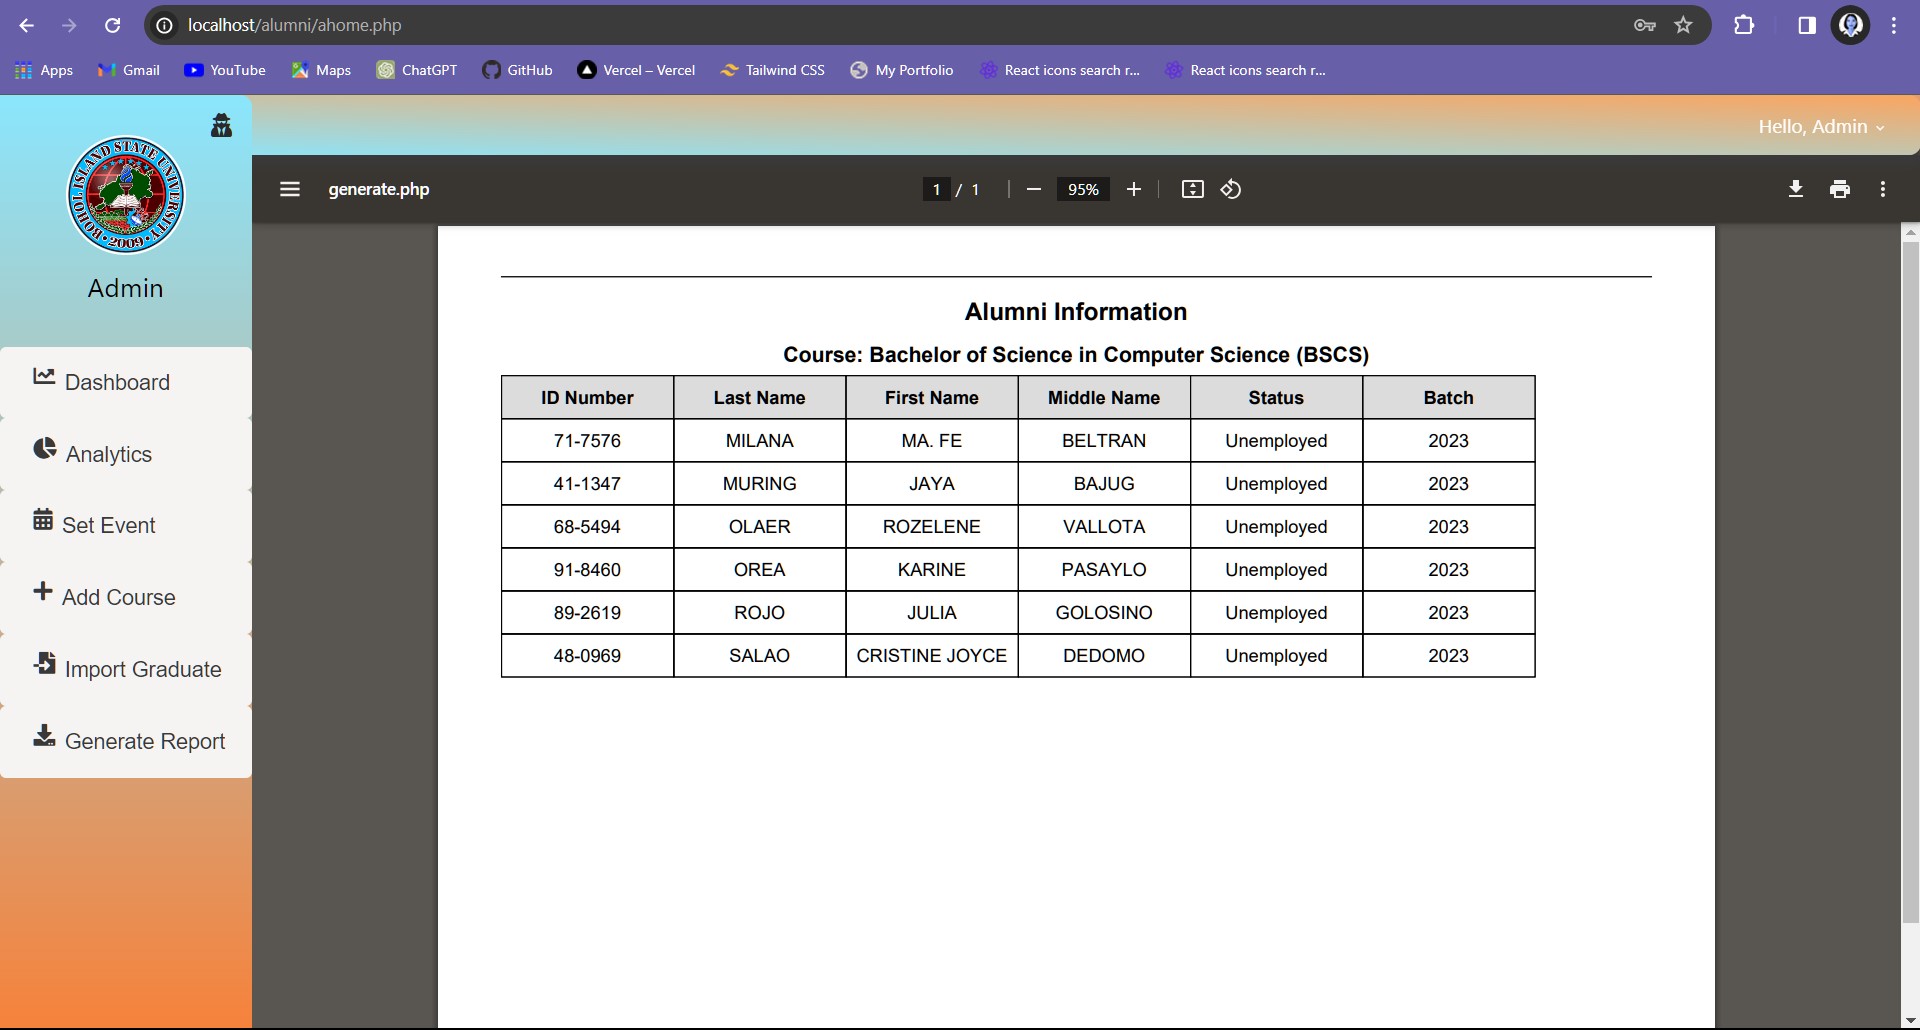 localhost/alumni/ahome.php
Apps Gmail YouTube Maps ChatGPT GitHub Vercel – Vercel Tailwind CSS My Portfolio React icons search r... React icons search r...
Hello, Admin
BOHOL ISLAND STATE UNIVERSITY
2009
Admin
Dashboard
Analytics
Set Event
Add Course
Import Graduate
Generate Report
generate.php 1 / 1 95%
Alumni Information
Course: Bachelor of Science in Computer Science (BSCS)
ID Number Last Name First Name Middle Name Status Batch
71-7576 MILANA MA. FE BELTRAN Unemployed 2023
41-1347 MURING JAYA BAJUG Unemployed 2023
68-5494 OLAER ROZELENE VALLOTA Unemployed 2023
91-8460 OREA KARINE PASAYLO Unemployed 2023
89-2619 ROJO JULIA GOLOSINO Unemployed 2023
48-0969 SALAO CRISTINE JOYCE DEDOMO Unemployed 2023